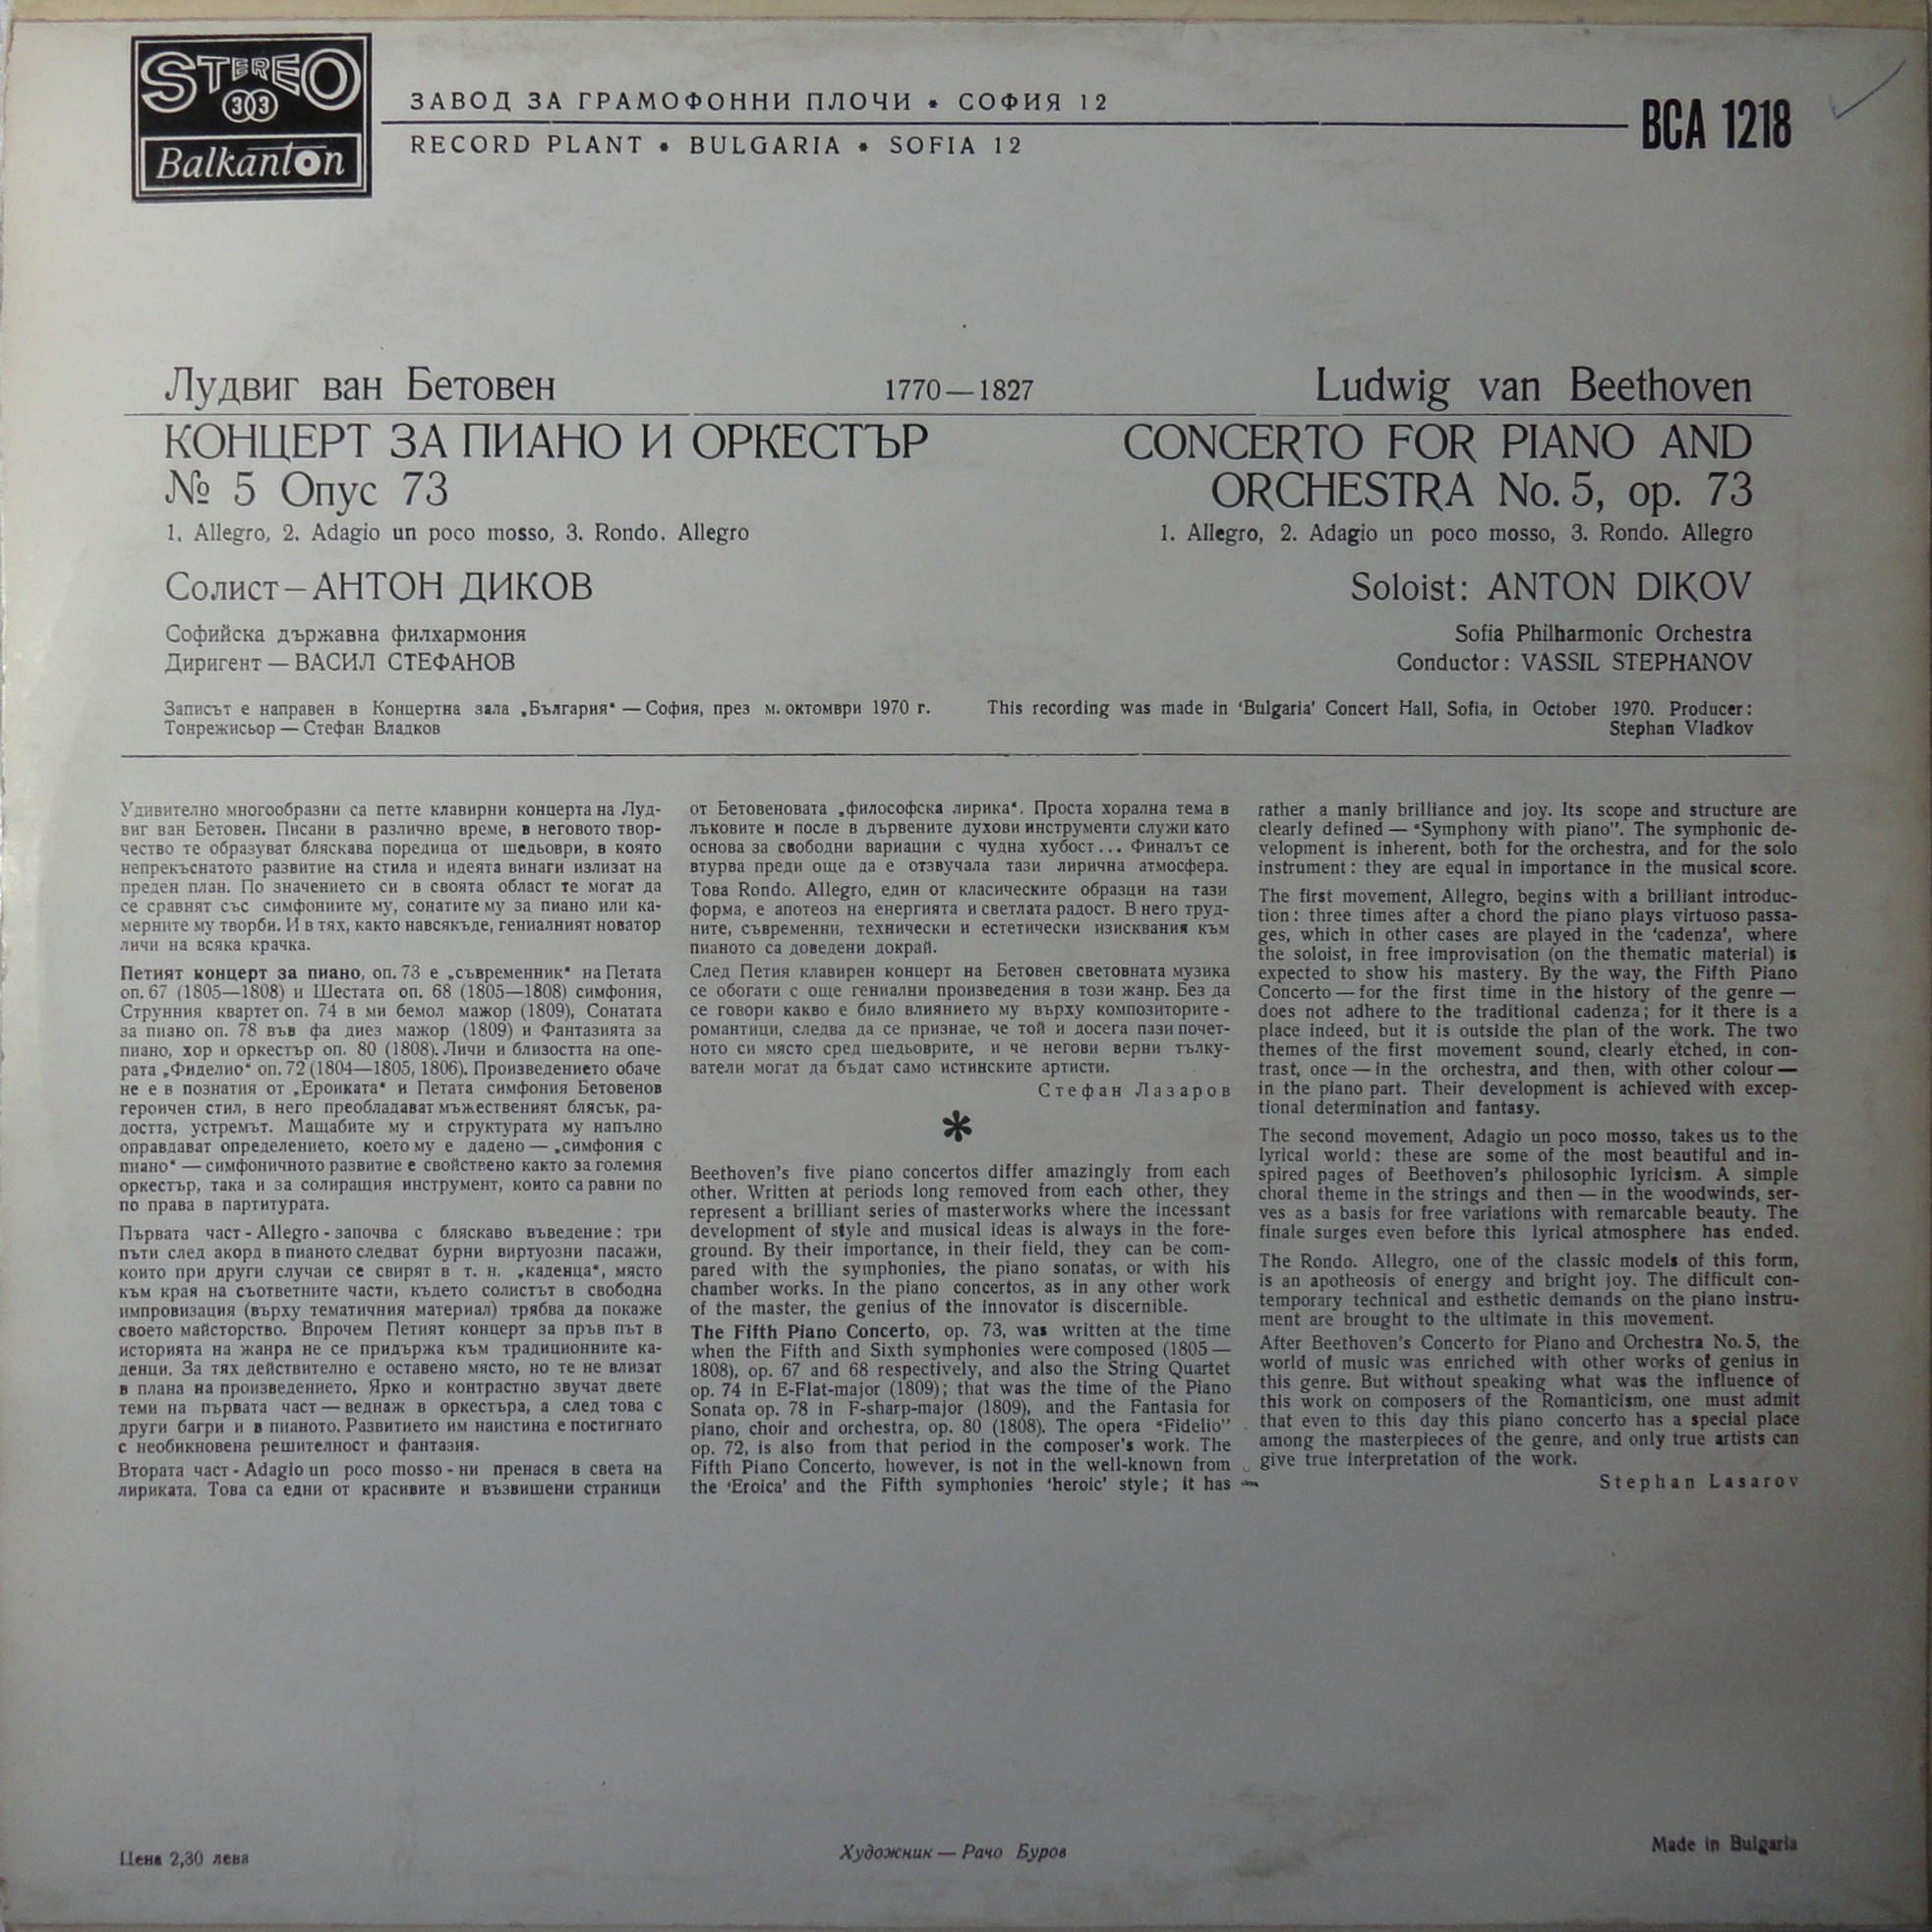 STEREO
33
Balkanton
ЗАВОД ЗА ГРАМОФОННИ ПЛОЧИ * СОФИЯ 12
RECORD PLANT * BULGARIA * SOFIA 12
ВСА 1218
Лудвиг ван Бетовен
1770—1827
Ludwig van Beethoven
КОНЦЕРТ ЗА ПИАНО И ОРКЕСТЪР
№ 5 Опус 73
1. Allegro, 2. Adagio un poco mosso, 3. Rondo. Allegro
Солист – АНТОН ДИКОВ
Софийска държавна филхармония
Диригент — ВАСИЛ СТЕФАНОВ
Записът е направен в Концертна зала „България“ — София, през м. октомври 1970 г.
Тонрежисьор — Стефан Владков
CONCERTO FOR PIANO AND
ORCHESTRA No. 5, op. 73
1. Allegro, 2. Adagio un poco mosso, 3. Rondo. Allegro
Soloist: ANTON DIKOV
Sofia Philharmonic Orchestra
Conductor: VASSIL STEPHANOV
This recording was made in ‘Bulgaria’ Concert Hall, Sofia, in October 1970. Producer:
Stephan Vladkov
Удивително многообразни са петте клавирни концерта на Луд-
виг ван Бетовен. Писани в различно време, в неговото твор-
чество те образуват бляскава поредица от шедьоври, в която
непрекъснатото развитие на стила и идеята винаги излизат на
преден план. По значението си в своята област те могат да
се сравнят със симфониите му, сонатите му за пиано или ка-
мерните му творби. И в тях, както навсякъде, гениалният новатор
личи на всяка крачка.
Петият концерт за пиано, оп. 73 е „съвременник“ на Петата
оп. 67 (1805—1808) и Шестата оп. 68 (1805—1808) симфония,
Струнния квартет оп. 74 в ми бемол мажор (1809), Сонатата
за пиано оп. 78 във фа диез мажор (1809) и Фантазията за
пиано, хор и оркестър оп. 80 (1808). Личи и близостта на опе-
рата „Фиделио“ оп. 72 (1804—1805, 1806). Произведението обаче
не е в познатия от „Ероиката“ и Петата симфония Бетовенов
героичен стил, в него преобладават мъжественият блясък, ра-
достта, устремът. Мащабите му и структурата му напълно
оправдават определението, което му е дадено — „симфония с
пиано“ — симфоничното развитие е свойствено както за големия
оркестър, така и за солиращия инструмент, които са равни по
по права в партитурата.
Първата част - Allegro - започва с бляскаво въведение: три
пъти след акорд в пианото следват бурни виртуозни пасажи,
които при други случаи се свирят в т. н. „каденца“, място
към края на съответните части, където солистът в свободна
импровизация (върху тематичния материал) трябва да покаже
своето майсторство. Впрочем Петият концерт за пръв път в
историята на жанра не се придържа към традиционните ка-
денци. За тях действително е оставено място, но те не влизат
в плана на произведението. Ярко и контрастно звучат двете
теми на първата част — веднаж в оркестъра, а след това с
други багри и в пианото. Развитието им наистина е постигнато
с необикновена решителност и фантазия.
Втората част - Adagio un poco mosso - ни пренася в света на
лириката. Това са едни от красивите и възвишени страници
от Бетовеновата „философска лирика“. Проста хорална тема в
лъковите и после в дървените духови инструменти служи като
основа за свободни вариации с чудна хубост... Финалът се
втурва преди още да е отзвучала тази лирична атмосфера.
Това Rondo. Allegro, един от класическите образци на тази
форма, е апотеоз на енергията и светлата радост. В него труд-
ните, съвременни, технически и естетически изисквания към
пианото са доведени докрай.
След Петия клавирен концерт на Бетовен световната музика
се обогати с още гениални произведения в този жанр. Без да
се говори какво е било влиянието му върху композиторите -
романтици, следва да се признае, че той и досега пази почет-
ното си място сред шедьоврите, и че негови верни тълку-
ватели могат да бъдат само истинските артисти.
Стефан Лазаров
*
Beethoven's five piano concertos differ amazingly from each
other. Written at periods long removed from each other, they
represent a brilliant series of masterworks where the incessant
development of style and musical ideas is always in the fore-
ground. By their importance, in their field, they can be com-
pared with the symphonies, the piano sonatas, or with his
chamber works. In the piano concertos, as in any other work
of the master, the genius of the innovator is discernible.
The Fifth Piano Concerto, op. 73, was written at the time
when the Fifth and Sixth symphonies were composed (1805—
1808), op. 67 and 68 respectively, and also the String Quartet
op. 74 in E-Flat-major (1809); that was the time of the Piano
Sonata op. 78 in F-sharp-major (1809), and the Fantasia for
piano, choir and orchestra, op. 80 (1808). The opera “Fidelio”
op. 72, is also from that period in the composer's work. The
Fifth Piano Concerto, however, is not in the well-known from
the ‘Eroica’ and the Fifth symphonies ‘heroic’ style; it has
rather a manly brilliance and joy. Its scope and structure are
clearly defined — “Symphony with piano”. The symphonic de-
velopment is inherent, both for the orchestra, and for the solo
instrument: they are equal in importance in the musical score.
The first movement, Allegro, begins with a brilliant introduc-
tion: three times after a chord the piano plays virtuoso passa-
ges, which in other cases are played in the ‘cadenza’, where
the soloist, in free improvisation (on the thematic material) is
expected to show his mastery. By the way, the Fifth Piano
Concerto — for the first time in the history of the genre —
does not adhere to the traditional cadenza; for it there is a
place indeed, but it is outside the plan of the work. The two
themes of the first movement sound, clearly etched, in con-
trast, once — in the orchestra, and then, with other colour —
in the piano part. Their development is achieved with excep-
tional determination and fantasy.
The second movement, Adagio un poco mosso, takes us to the
lyrical world: these are some of the most beautiful and in-
spired pages of Beethoven's philosophic lyricism. A simple
choral theme in the strings and then — in the woodwinds, ser-
ves as a basis for free variations with remarcable beauty. The
finale surges even before this lyrical atmosphere has ended.
The Rondo. Allegro, one of the classic models of this form,
is an apotheosis of energy and bright joy. The difficult con-
temporary technical and esthetic demands on the piano instru-
ment are brought to the ultimate in this movement.
After Beethoven's Concerto for Piano and Orchestra No. 5, the
world of music was enriched with other works of genius in
this genre. But without speaking what was the influence of
this work on composers of the Romanticism, one must admit
that even to this day this piano concerto has a special place
among the masterpieces of the genre, and only true artists can
give true interpretation of the work.
Stephan Lasarov
Цена 2,30 лева
Художник — Рачо Буров
Made in Bulgaria